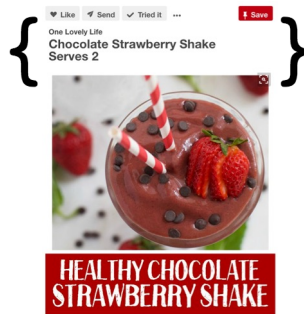 Like Send Tried it ... Save
One Lovely Life
Chocolate Strawberry Shake
Serves 2
{ }
HEALTHY CHOCOLATE
STRAWBERRY SHAKE